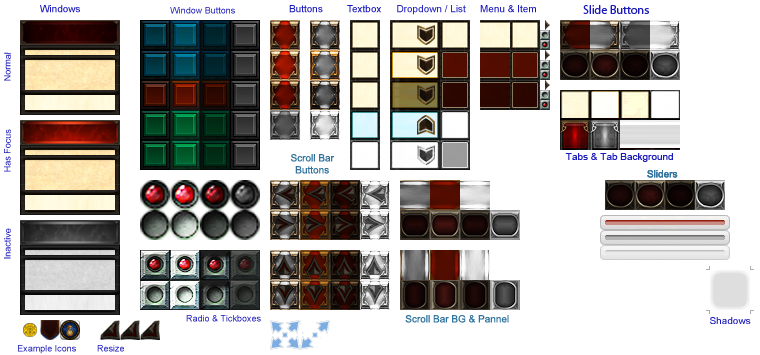 Windows
Window Buttons
Buttons
Textbox
Dropdown / List
Menu & Item
Slide Buttons
Normal
Has Focus
Inactive
Scroll Bar
Buttons
Tabs & Tab Background
Sliders
Radio & Tickboxes
Scroll Bar BG & Pannel
Shadows
Example Icons
Resize